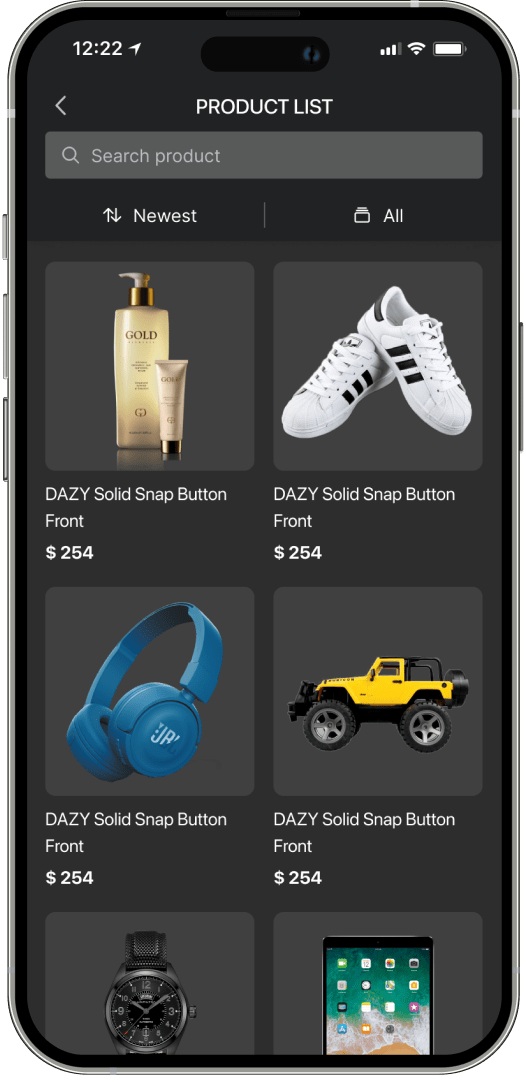 12:22
PRODUCT LIST
Search product
Newest
All
GOLD
GOLD
DAZY Solid Snap Button
Front
$ 254
DAZY Solid Snap Button
Front
$ 254
JBL
DAZY Solid Snap Button
Front
$ 254
DAZY Solid Snap Button
Front
$ 254